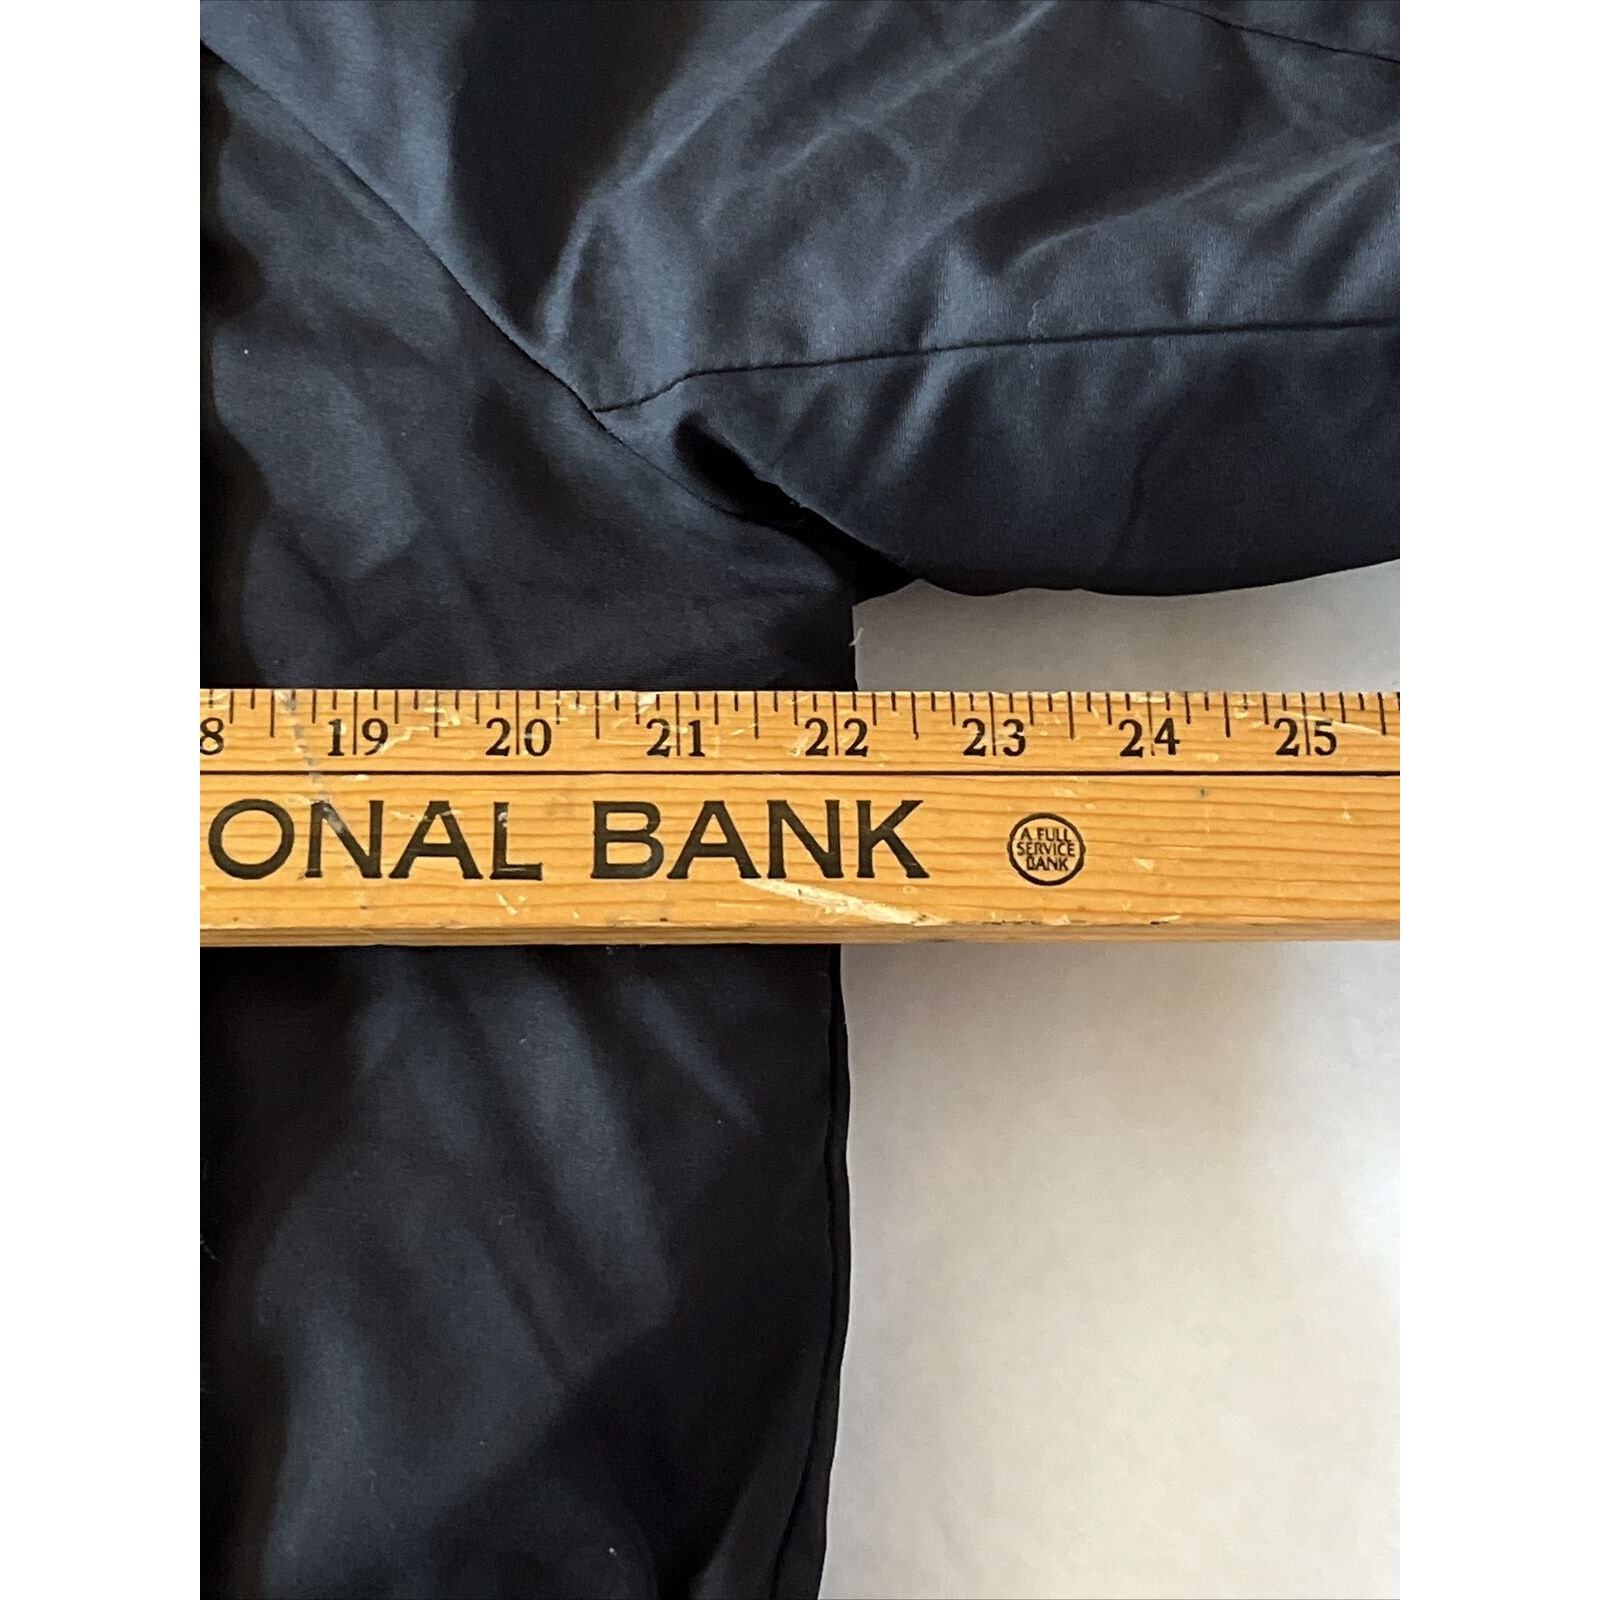 8 19 20 21 22 23 24 25
ONAL BANK
A FULL
SERVICE
BANK